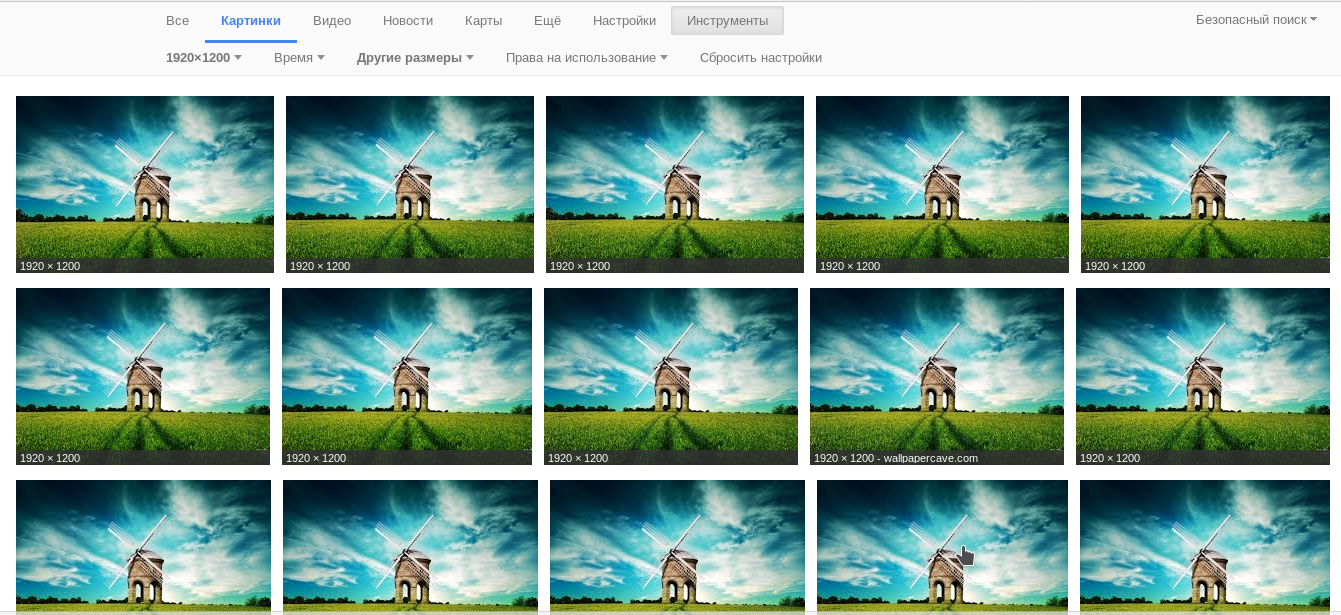 Все Картинки Видео Новости Карты Ещё Настройки Инструменты Безопасный поиск
1920×1200 Время Другие размеры Права на использование Сбросить настройки
1920 × 1200 1920 × 1200 1920 × 1200 1920 × 1200 1920 × 1200
1920 × 1200 1920 × 1200 1920 × 1200 1920 × 1200 - wallpapercave.com 1920 × 1200